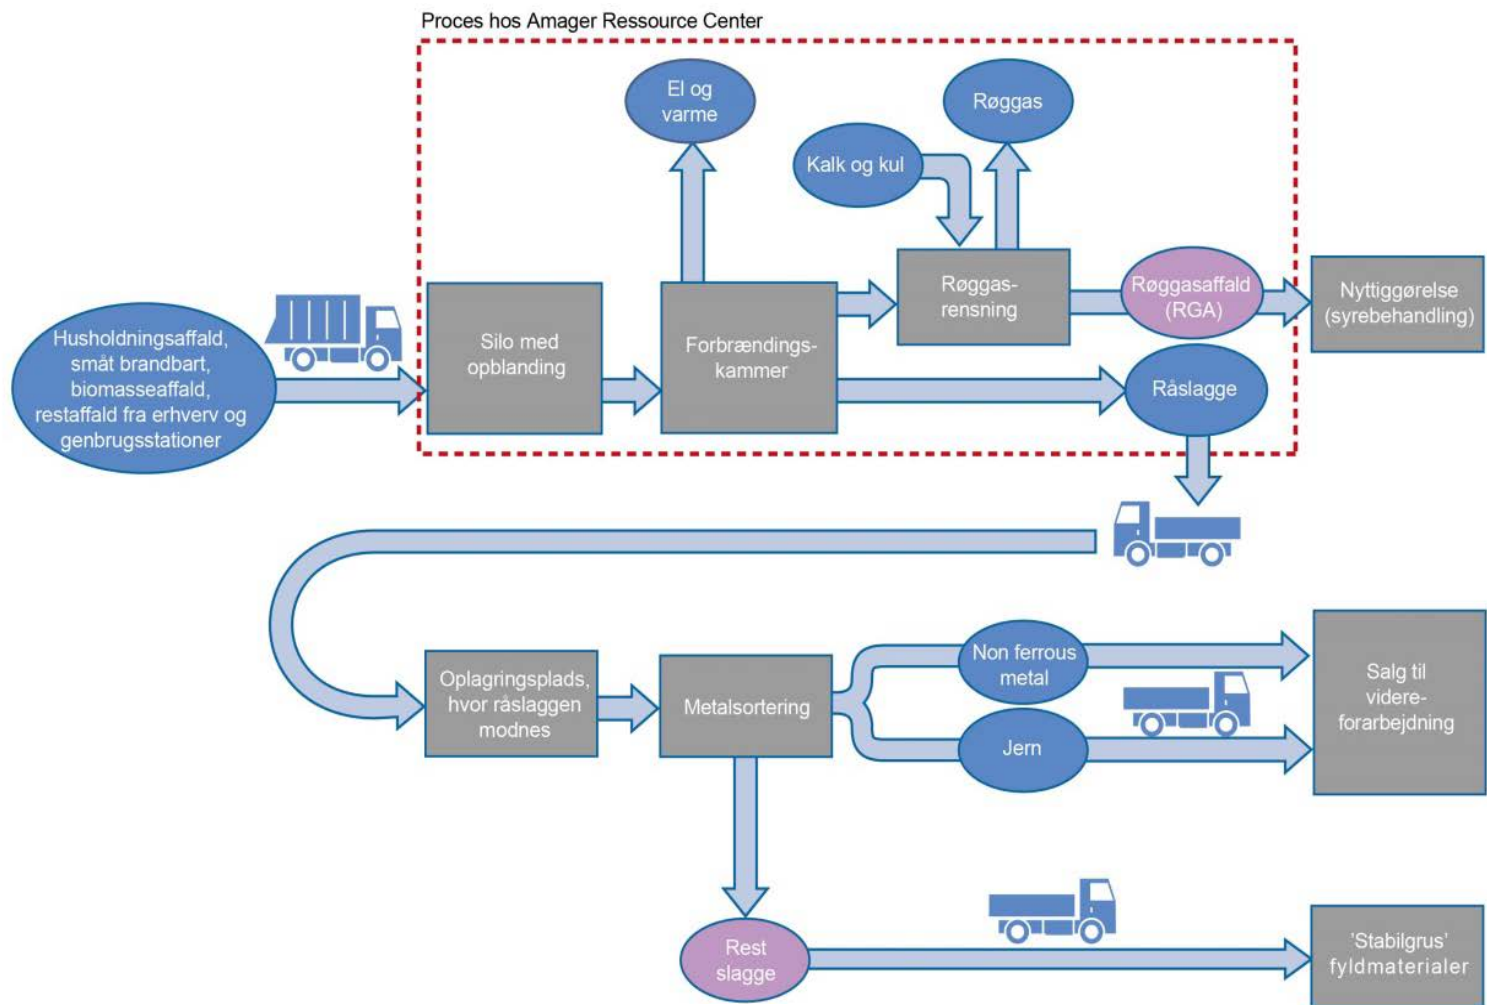 Proces hos Amager Ressource Center
El og
varme
Røggas
Kalk og kul
Husholdningsaffald,
småt brandbart,
biomasseaffald,
restaffald fra erhverv og
genbrugsstationer
Silo med
opblanding
Forbrændings-
kammer
Røggas-
rensning
Røggasaffald
(RGA)
Nyttiggørelse
(syrebehandling)
Råslagge
Oplagringsplads,
hvor råslaggen
modnes
Metalsortering
Non ferrous
metal
Jern
Salg til
videre-
forarbejdning
Rest
slagge
'Stabilgrus'
fyldmaterialer